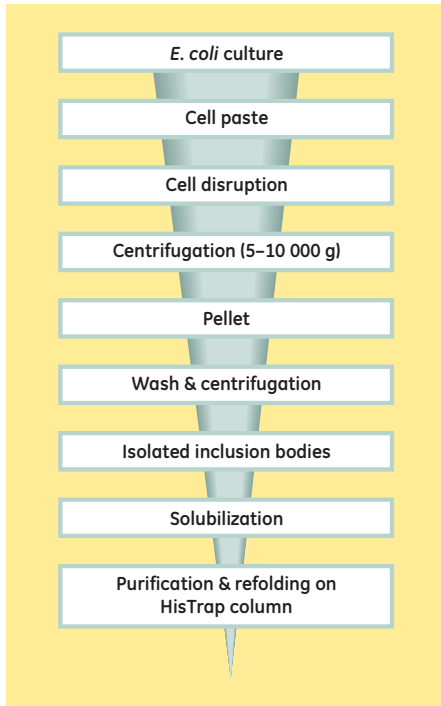 E. coli culture
Cell paste
Cell disruption
Centrifugation (5–10 000 g)
Pellet
Wash & centrifugation
Isolated inclusion bodies
Solubilization
Purification & refolding on
HisTrap column